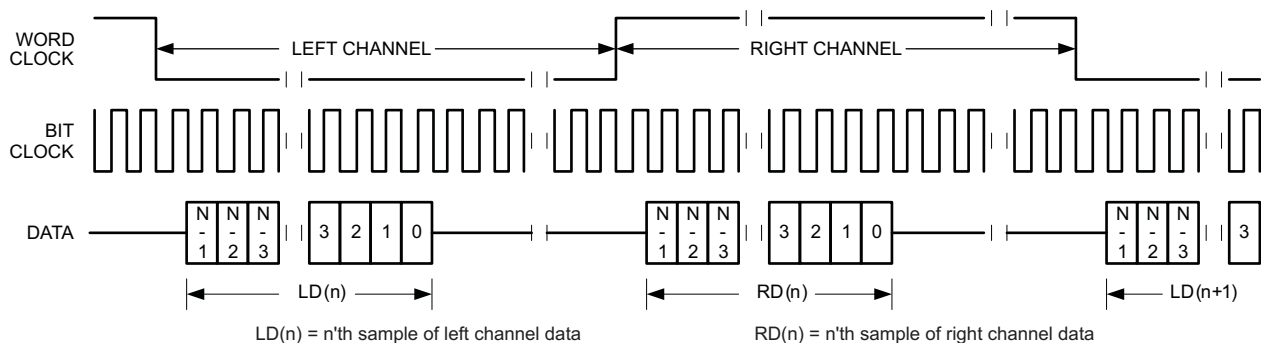 WORD
CLOCK
LEFT CHANNEL
RIGHT CHANNEL
BIT
CLOCK
DATA
N
-
1
N
-
2
N
-
3
3 2 1 0
N
-
1
N
-
2
N
-
3
3 2 1 0
N
-
1
N
-
2
N
-
3
3
LD(n)
RD(n)
LD(n+1)
LD(n) = n'th sample of left channel data
RD(n) = n'th sample of right channel data